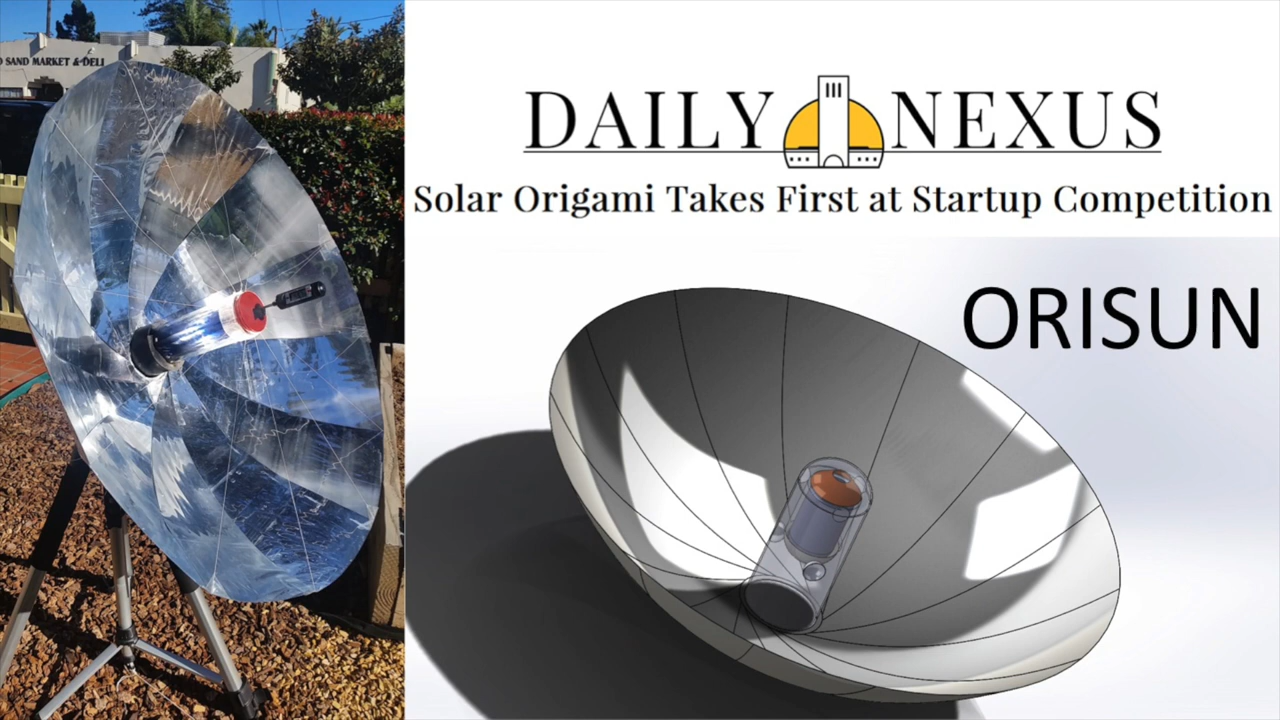 SAND MARKET & DELI
DAILY NEXUS
Solar Origami Takes First at Startup Competition
ORISUN